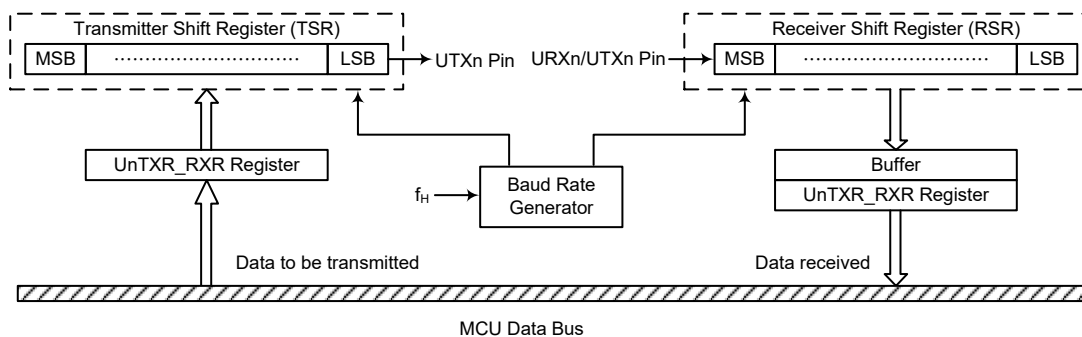 Transmitter Shift Register (TSR)
MSB ………………………… LSB
UTXn Pin
URXn/UTXn Pin
Receiver Shift Register (RSR)
MSB ………………………… LSB
UnTXR_RXR Register
fH
Baud Rate
Generator
Buffer
UnTXR_RXR Register
Data to be transmitted
Data received
MCU Data Bus